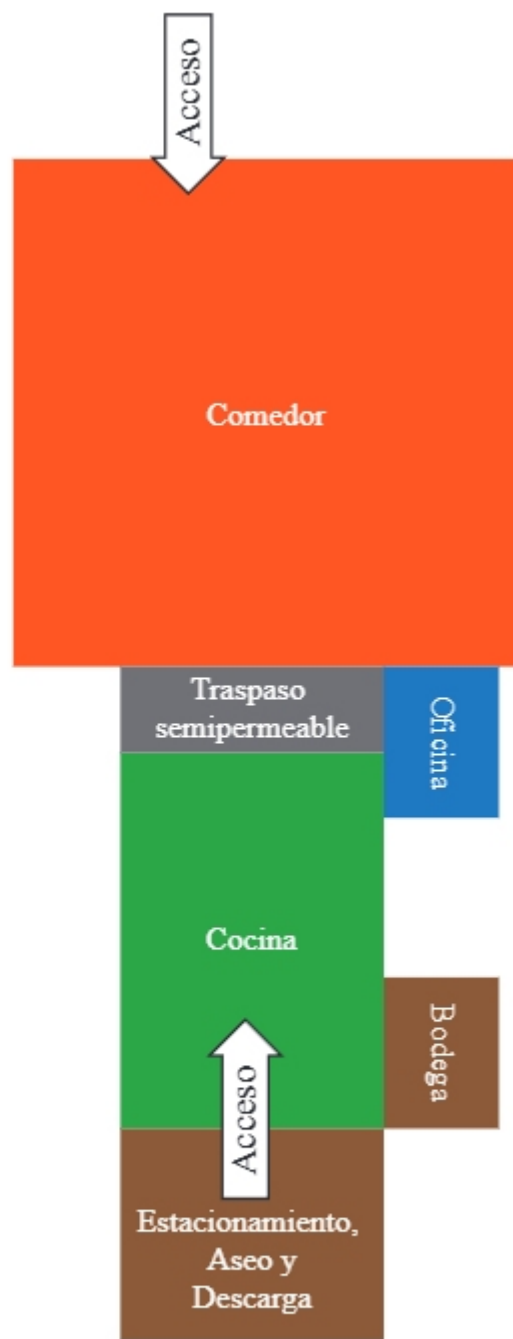 Acceso
Comedor
Traspaso
semipermeable
Oficina
Cocina
Bodega
Acceso
Estacionamiento,
Aseo y
Descarga